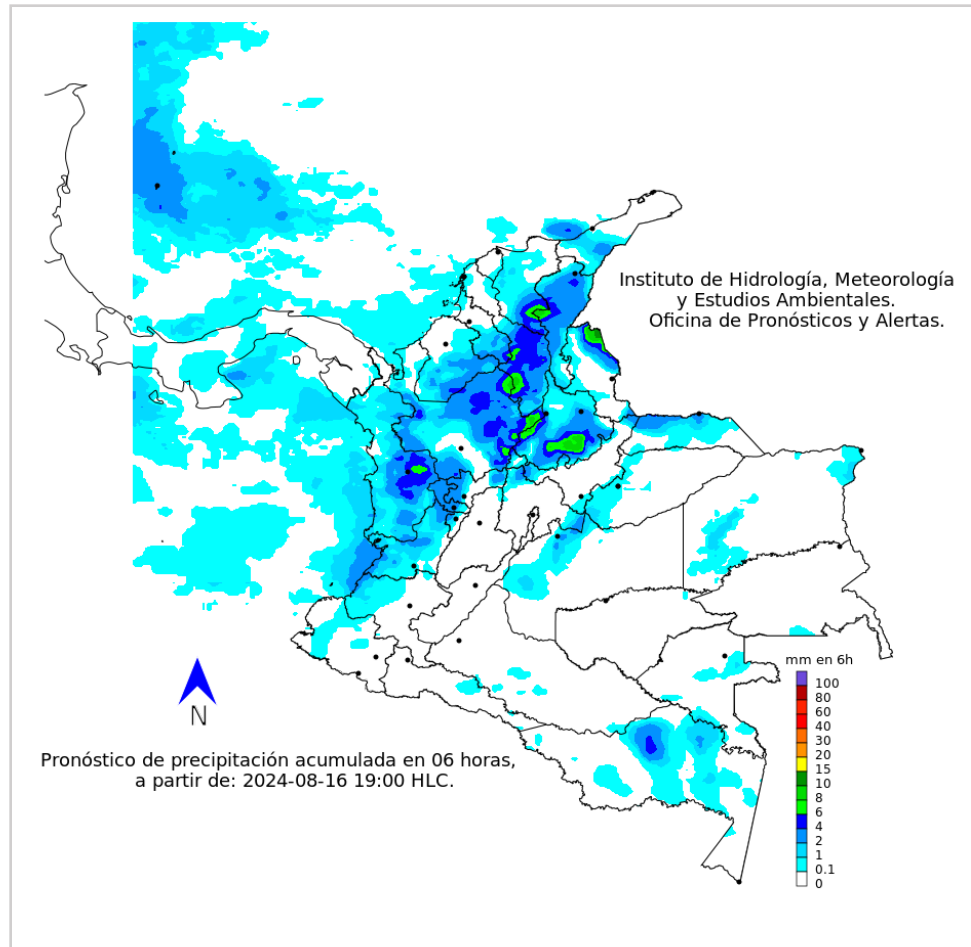 Instituto de Hidrología, Meteorología
y Estudios Ambientales.
Oficina de Pronósticos y Alertas.
mm en 6h
100
80
60
40
30
20
15
10
8
6
4
2
1
0.1
0
N
Pronóstico de precipitación acumulada en 06 horas,
a partir de: 2024-08-16 19:00 HLC.